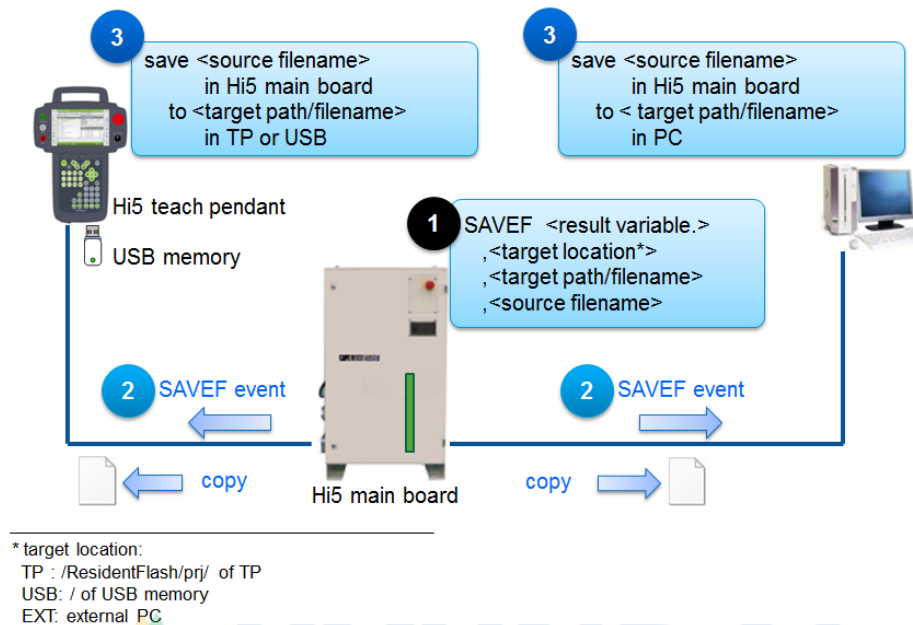 3
save <source filename>
in Hi5 main board
to <target path/filename>
in TP or USB
3
save <source filename>
in Hi5 main board
to < target path/filename>
in PC
Hi5 teach pendant
USB memory
1
SAVEF <result variable.>
,<target location*>
,<target path/filename>
,<source filename>
2
SAVEF event
2
SAVEF event
copy
copy
Hi5 main board
* target location:
TP : /ResidentFlash/prj/ of TP
USB: / of USB memory
EXT: external PC